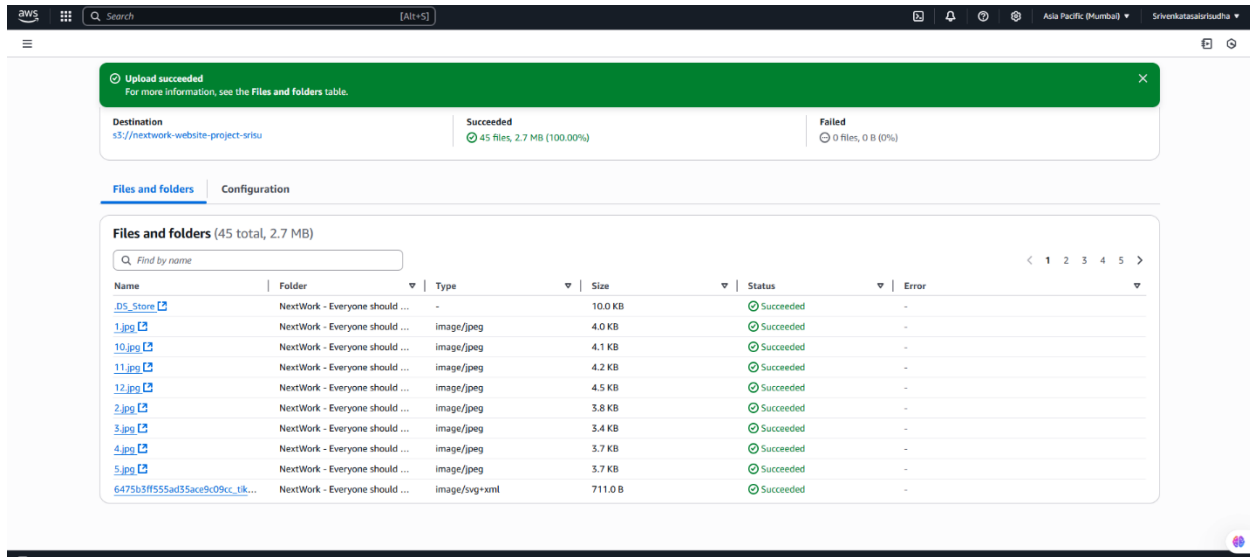 aws Search [Alt+S] Asia Pacific (Mumbai) Srivenkatasaisrisudha
Upload succeeded
For more information, see the Files and folders table.
Destination Succeeded Failed
s3://nextwork-website-project-srisu 45 files, 2.7 MB (100.00%) 0 files, 0 B (0%)
Files and folders Configuration
Files and folders (45 total, 2.7 MB)
Find by name 1 2 3 4 5
Name Folder Type Size Status Error
.DS_Store NextWork - Everyone should ... - 10.0 KB Succeeded -
1.jpg NextWork - Everyone should ... image/jpeg 4.0 KB Succeeded -
10.jpg NextWork - Everyone should ... image/jpeg 4.1 KB Succeeded -
11.jpg NextWork - Everyone should ... image/jpeg 4.2 KB Succeeded -
12.jpg NextWork - Everyone should ... image/jpeg 4.5 KB Succeeded -
2.jpg NextWork - Everyone should ... image/jpeg 3.8 KB Succeeded -
3.jpg NextWork - Everyone should ... image/jpeg 3.4 KB Succeeded -
4.jpg NextWork - Everyone should ... image/jpeg 3.7 KB Succeeded -
5.jpg NextWork - Everyone should ... image/jpeg 3.7 KB Succeeded -
6475b3ff555ad35ace9c09cc_tik... NextWork - Everyone should ... image/svg+xml 711.0 B Succeeded -